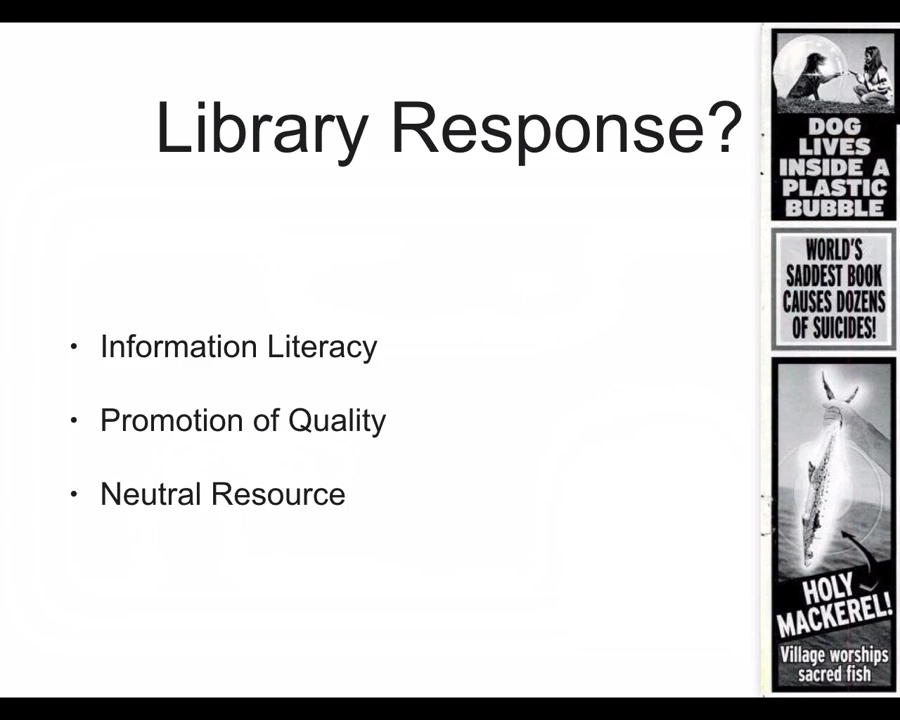 Library Response?
• Information Literacy
• Promotion of Quality
• Neutral Resource
DOG
LIVES
INSIDE A
PLASTIC
BUBBLE
WORLD'S
SADDEST BOOK
CAUSES DOZENS
OF SUICIDES!
HOLY
MACKEREL!
Village worships
sacred fish